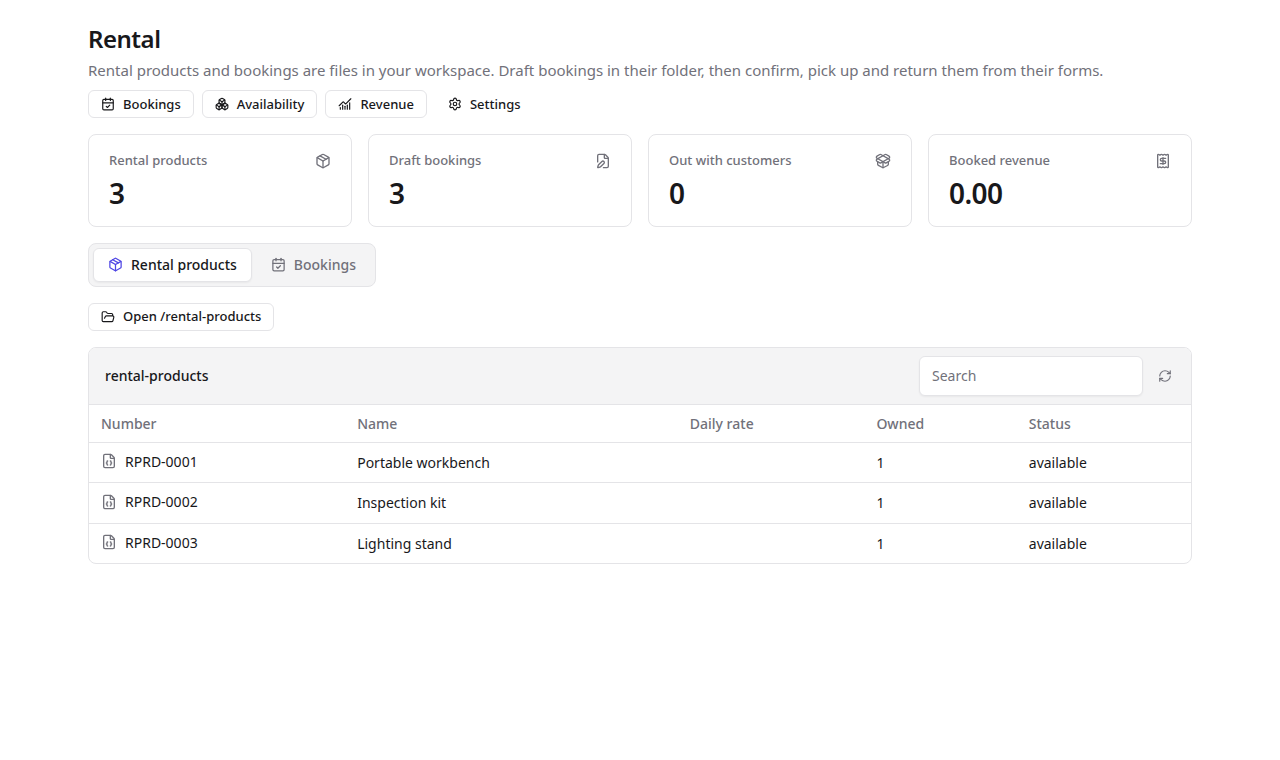 Rental
Rental products and bookings are files in your workspace. Draft bookings in their folder, then confirm, pick up and return them from their forms.
Bookings Availability Revenue Settings
Rental products Draft bookings Out with customers Booked revenue
3 3 0 0.00
Rental products Bookings
Open /rental-products
rental-products Search
Number Name Daily rate Owned Status
RPRD-0001 Portable workbench 1 available
RPRD-0002 Inspection kit 1 available
RPRD-0003 Lighting stand 1 available